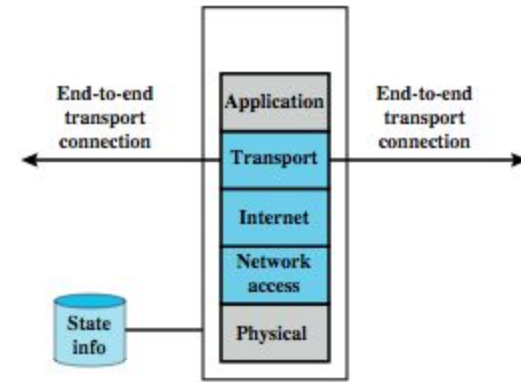 End-to-end
transport
connection
Application
Transport
Internet
Network
access
Physical
End-to-end
transport
connection
State
info